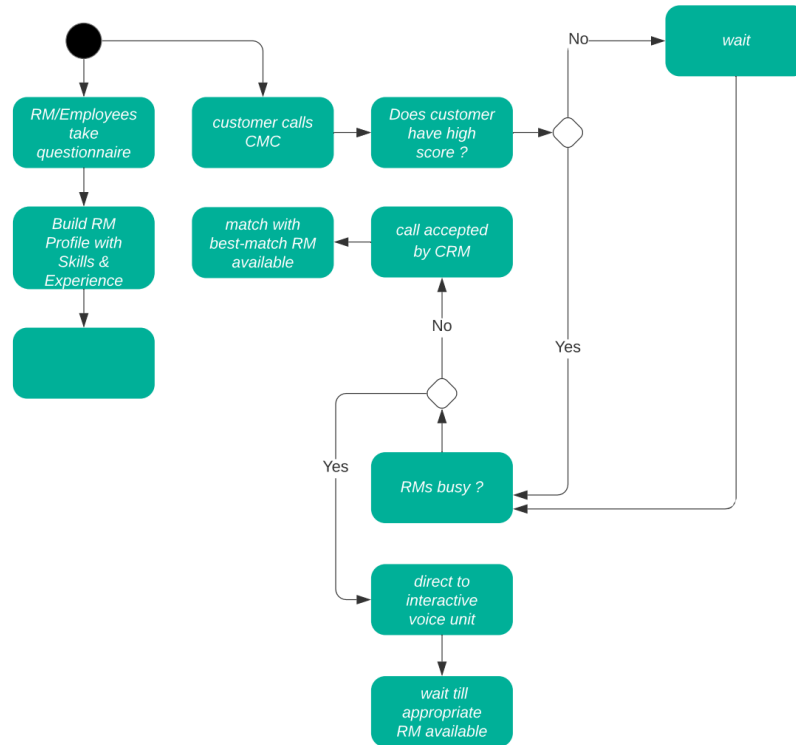 No
wait
RM/Employees
take
questionnaire
customer calls
CMC
Does customer
have high
score ?
Build RM
Profile with
Skills &
Experience
match with
best-match RM
available
call accepted
by CRM
No
Yes
Yes
RMs busy ?
direct to
interactive
voice unit
wait till
appropriate
RM available